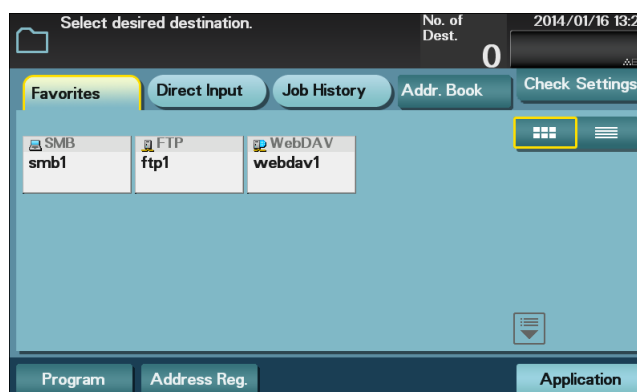 Select desired destination.
No. of
Dest.
0
2014/01/16 13:2
Favorites
Direct Input
Job History
Addr. Book
Check Settings
SMB
smb1
FTP
ftp1
WebDAV
webdav1
Program
Address Reg.
Application